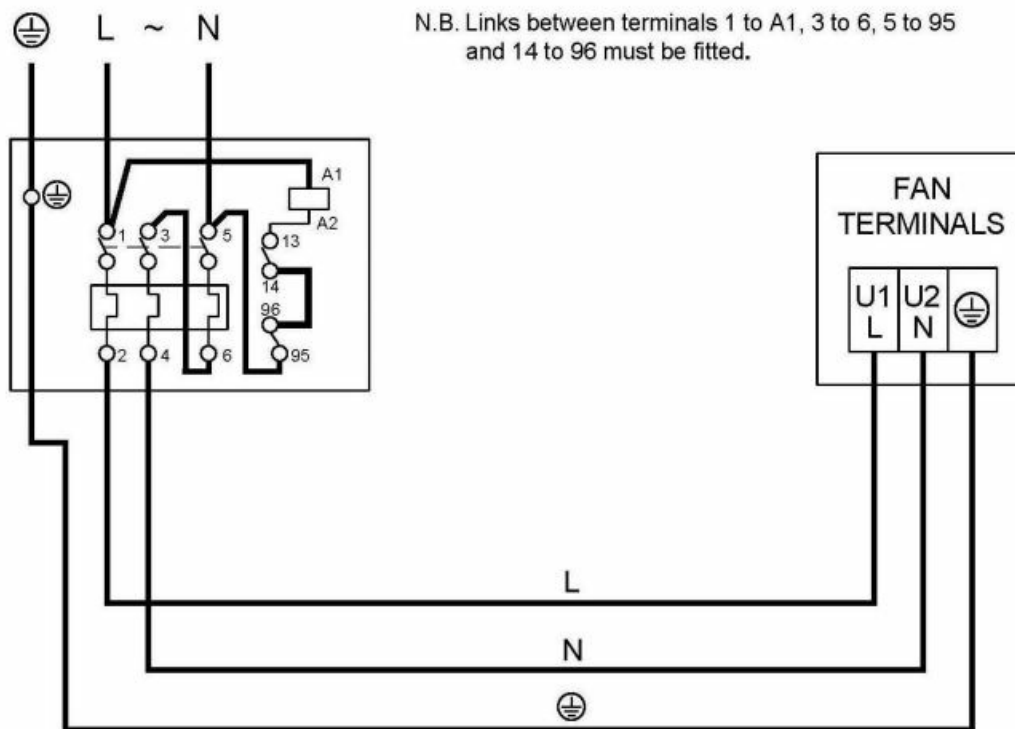 L ~ N
N.B. Links between terminals 1 to A1, 3 to 6, 5 to 95
and 14 to 96 must be fitted.
A1
A2
1 3 5 13
14
96
2 4 6 95
FAN
TERMINALS
U1 U2
L N
L
N